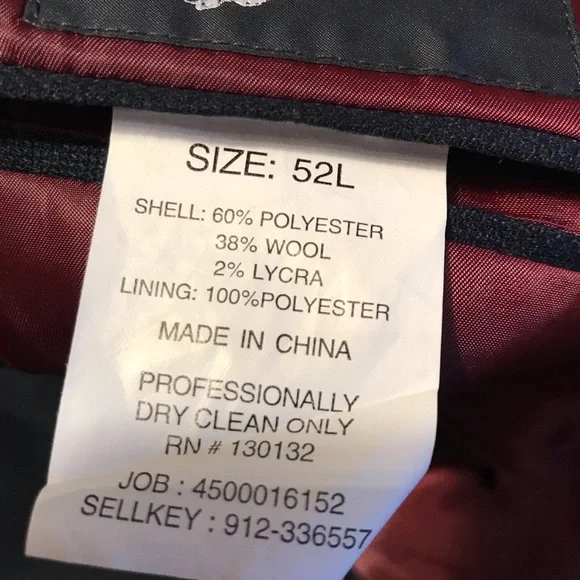 SIZE: 52L
SHELL: 60% POLYESTER
38% WOOL
2% LYCRA
LINING: 100%POLYESTER
MADE IN CHINA
PROFESSIONALLY
DRY CLEAN ONLY
RN # 130132
JOB : 4500016152
SELLKEY : 912-336557